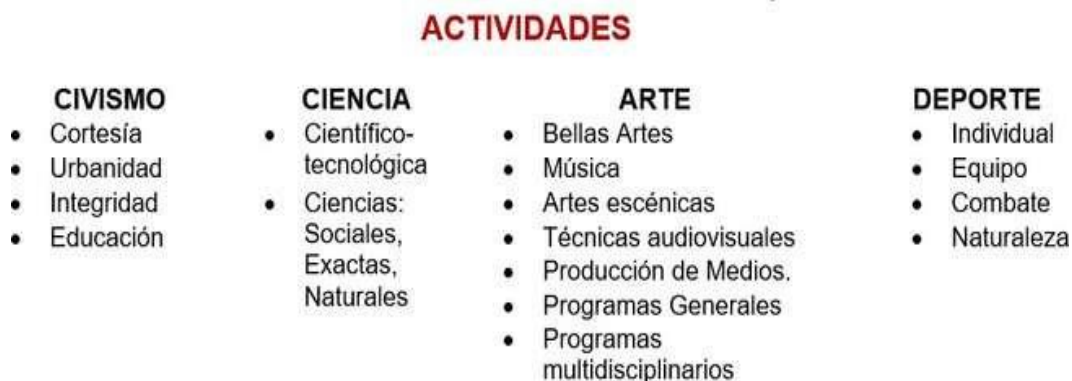 ACTIVIDADES
CIVISMO
• Cortesía
• Urbanidad
• Integridad
• Educación
CIENCIA
• Científico-
tecnológica
• Ciencias:
Sociales,
Exactas,
Naturales
ARTE
• Bellas Artes
• Música
• Artes escénicas
• Técnicas audiovisuales
• Producción de Medios.
• Programas Generales
• Programas
multidisciplinarios
DEPORTE
• Individual
• Equipo
• Combate
• Naturaleza